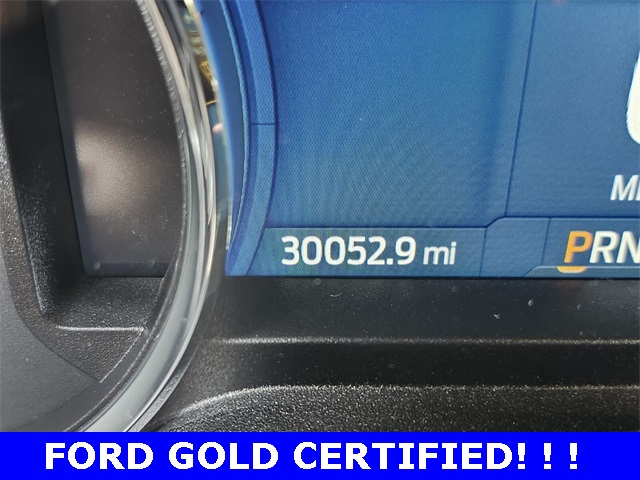 30052.9 mi
PRN
FORD GOLD CERTIFIED! ! !